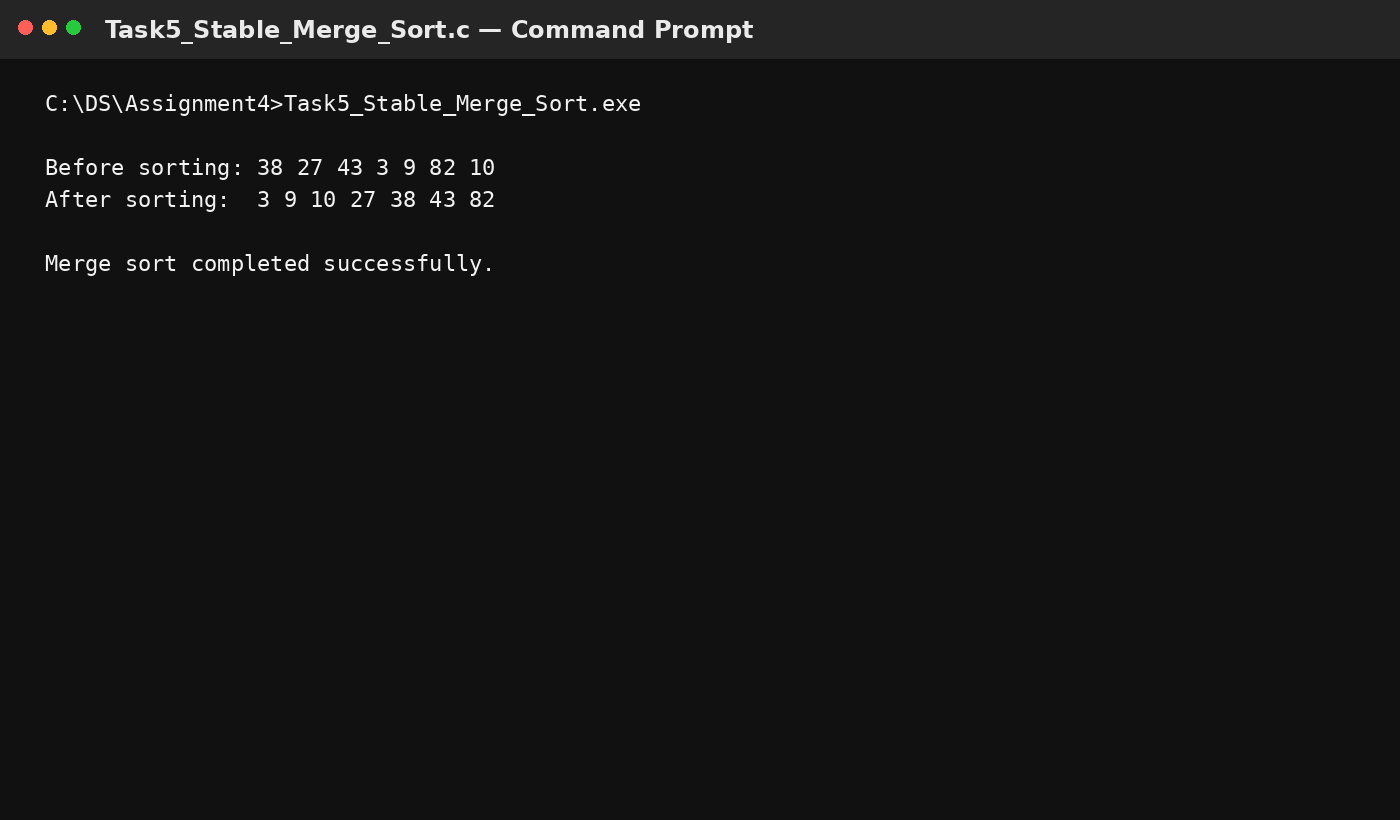 Task5_Stable_Merge_Sort.c — Command Prompt
C:\DS\Assignment4>Task5_Stable_Merge_Sort.exe
Before sorting: 38 27 43 3 9 82 10
After sorting:  3 9 10 27 38 43 82
Merge sort completed successfully.